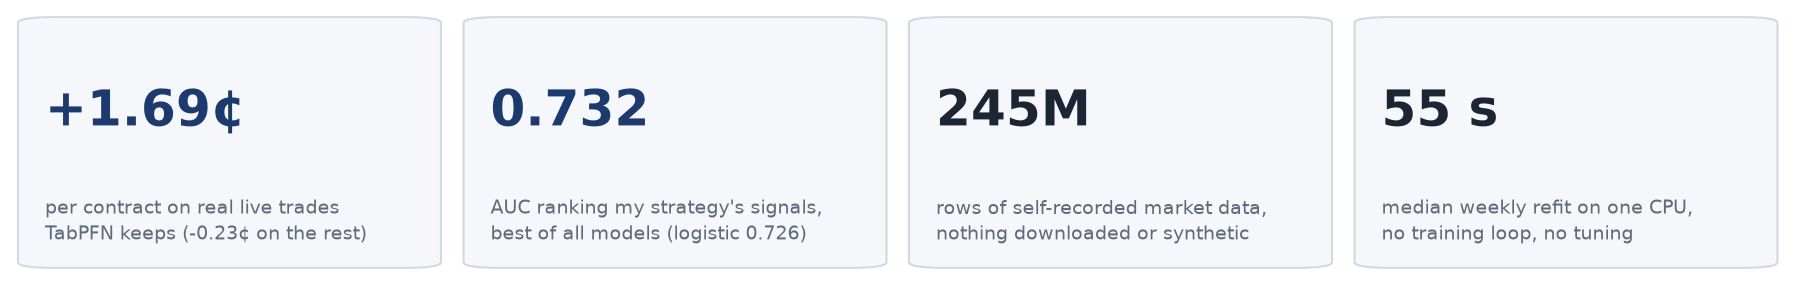 +1.69¢
per contract on real live trades
TabPFN keeps (-0.23¢ on the rest)
0.732
AUC ranking my strategy's signals,
best of all models (logistic 0.726)
245M
rows of self-recorded market data,
nothing downloaded or synthetic
55 s
median weekly refit on one CPU,
no training loop, no tuning